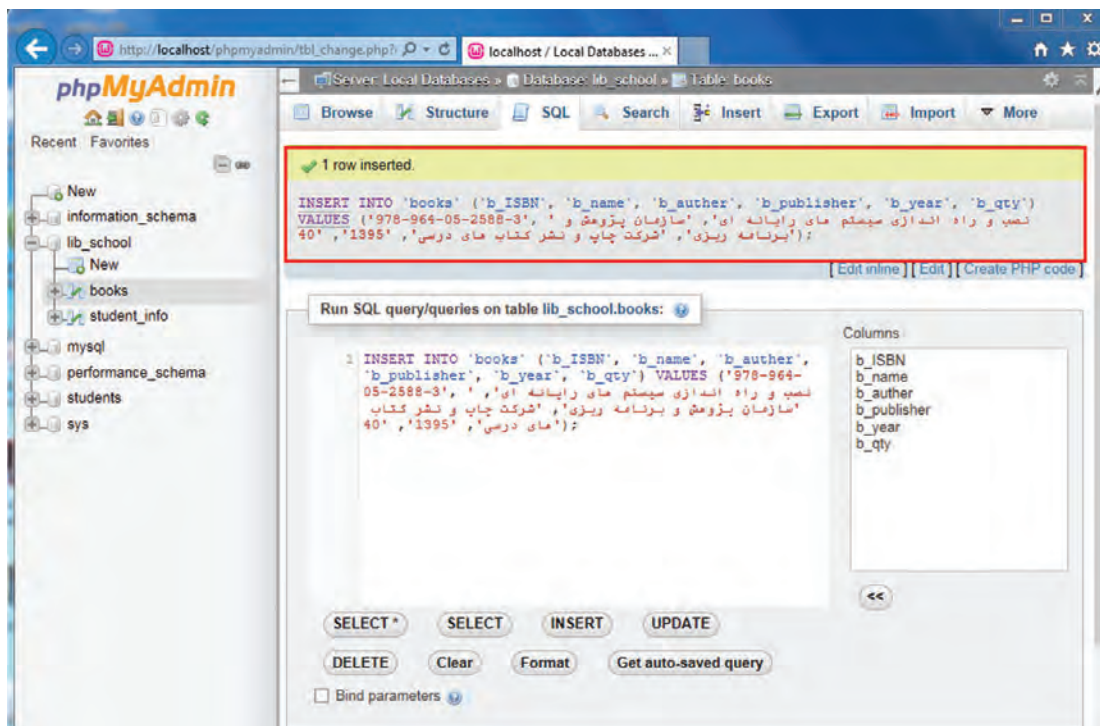 http://localhost/phpmyadmin/tbl_change.php?
localhost / Local Databases ...
phpMyAdmin
Recent Favorites
New
information_schema
lib_school
New
books
student_info
mysql
performance_schema
students
sys
Server: Local Databases » Database: lib_school » Table: books
Browse Structure SQL Search Insert Export Import More
1 row inserted.
INSERT INTO `books` (`b_ISBN`, `b_name`, `b_auther`, `b_publisher`, `b_year`, `b_qty`)
VALUES ('978-964-05-2588-3', 'نصب و راه اندازی سیستم های رایانه ای', 'سازمان پژوهش و
برنامه ریزی', 'شرکت چاپ و نشر کتاب های درسی', '1395', '40');
[ Edit inline ] [ Edit ] [ Create PHP code ]
Run SQL query/queries on table lib_school.books:
1 INSERT INTO `books` (`b_ISBN`, `b_name`, `b_auther`,
`b_publisher`, `b_year`, `b_qty`) VALUES ('978-964-
05-2588-3', 'نصب و راه اندازی سیستم های رایانه ای',
'سازمان پژوهش و برنامه ریزی', 'شرکت چاپ و نشر کتاب
های درسی', '1395', '40');
Columns
b_ISBN
b_name
b_auther
b_publisher
b_year
b_qty
<<
SELECT * SELECT INSERT UPDATE
DELETE Clear Format Get auto-saved query
Bind parameters